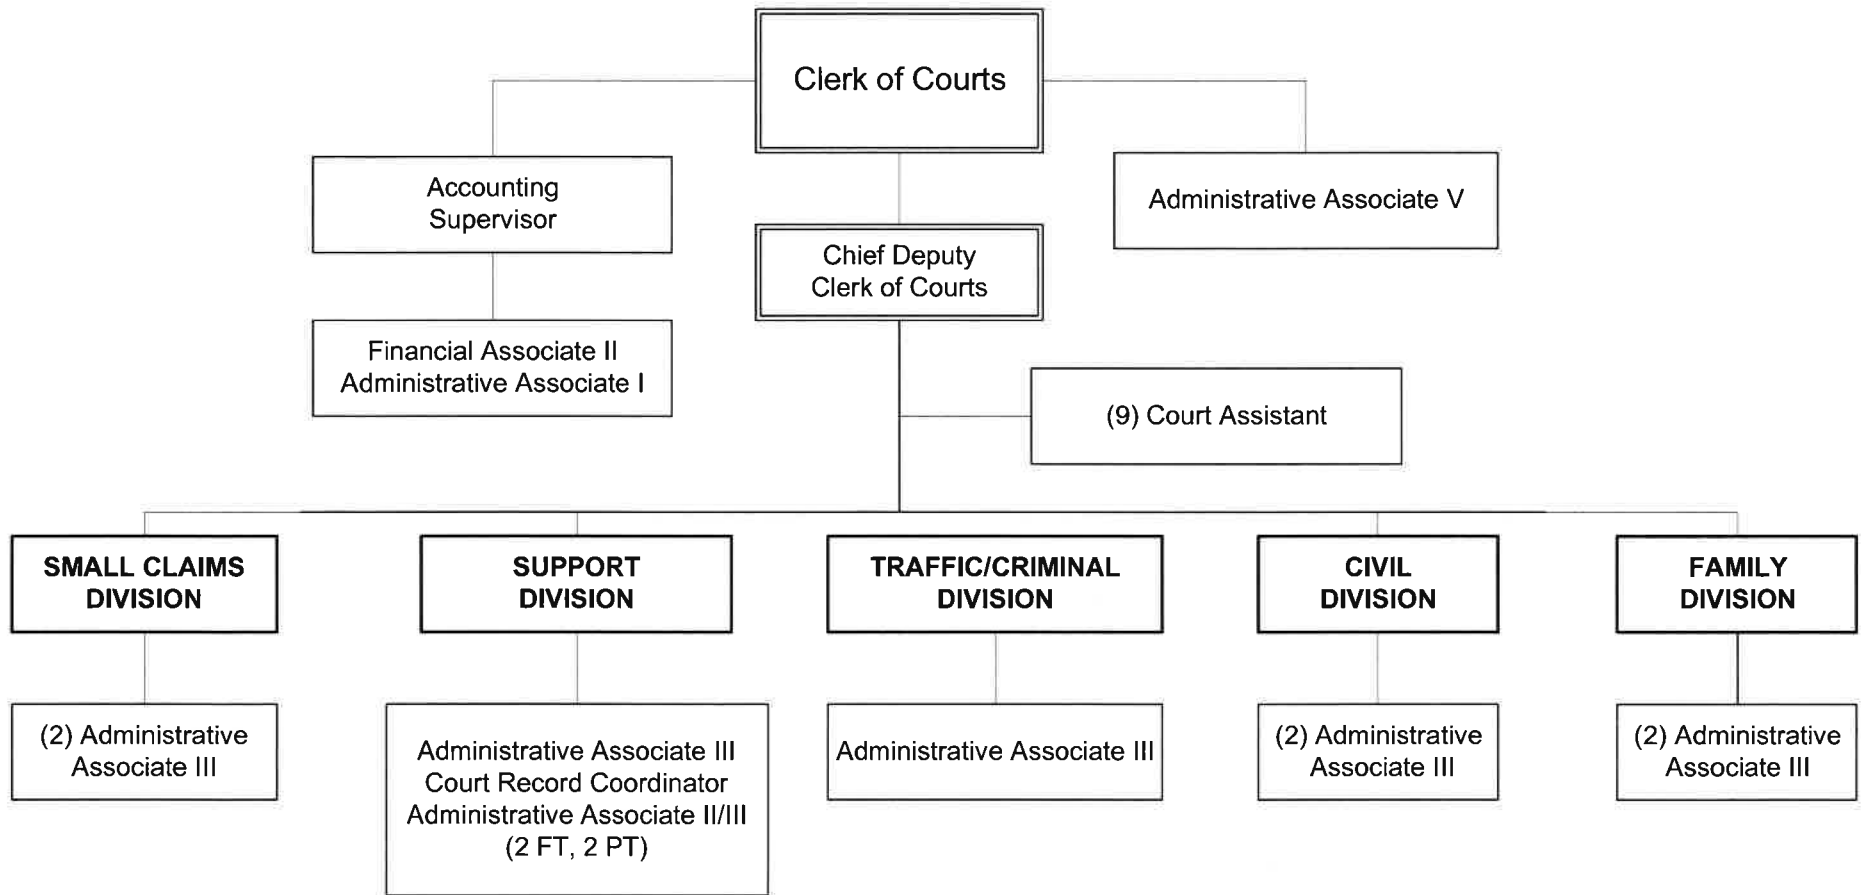 Clerk of Courts
Accounting
Supervisor
Administrative Associate V
Chief Deputy
Clerk of Courts
Financial Associate II
Administrative Associate I
(9) Court Assistant
SMALL CLAIMS
DIVISION
SUPPORT
DIVISION
TRAFFIC/CRIMINAL
DIVISION
CIVIL
DIVISION
FAMILY
DIVISION
(2) Administrative
Associate III
Administrative Associate III
Court Record Coordinator
Administrative Associate II/III
(2 FT, 2 PT)
Administrative Associate III
(2) Administrative
Associate III
(2) Administrative
Associate III